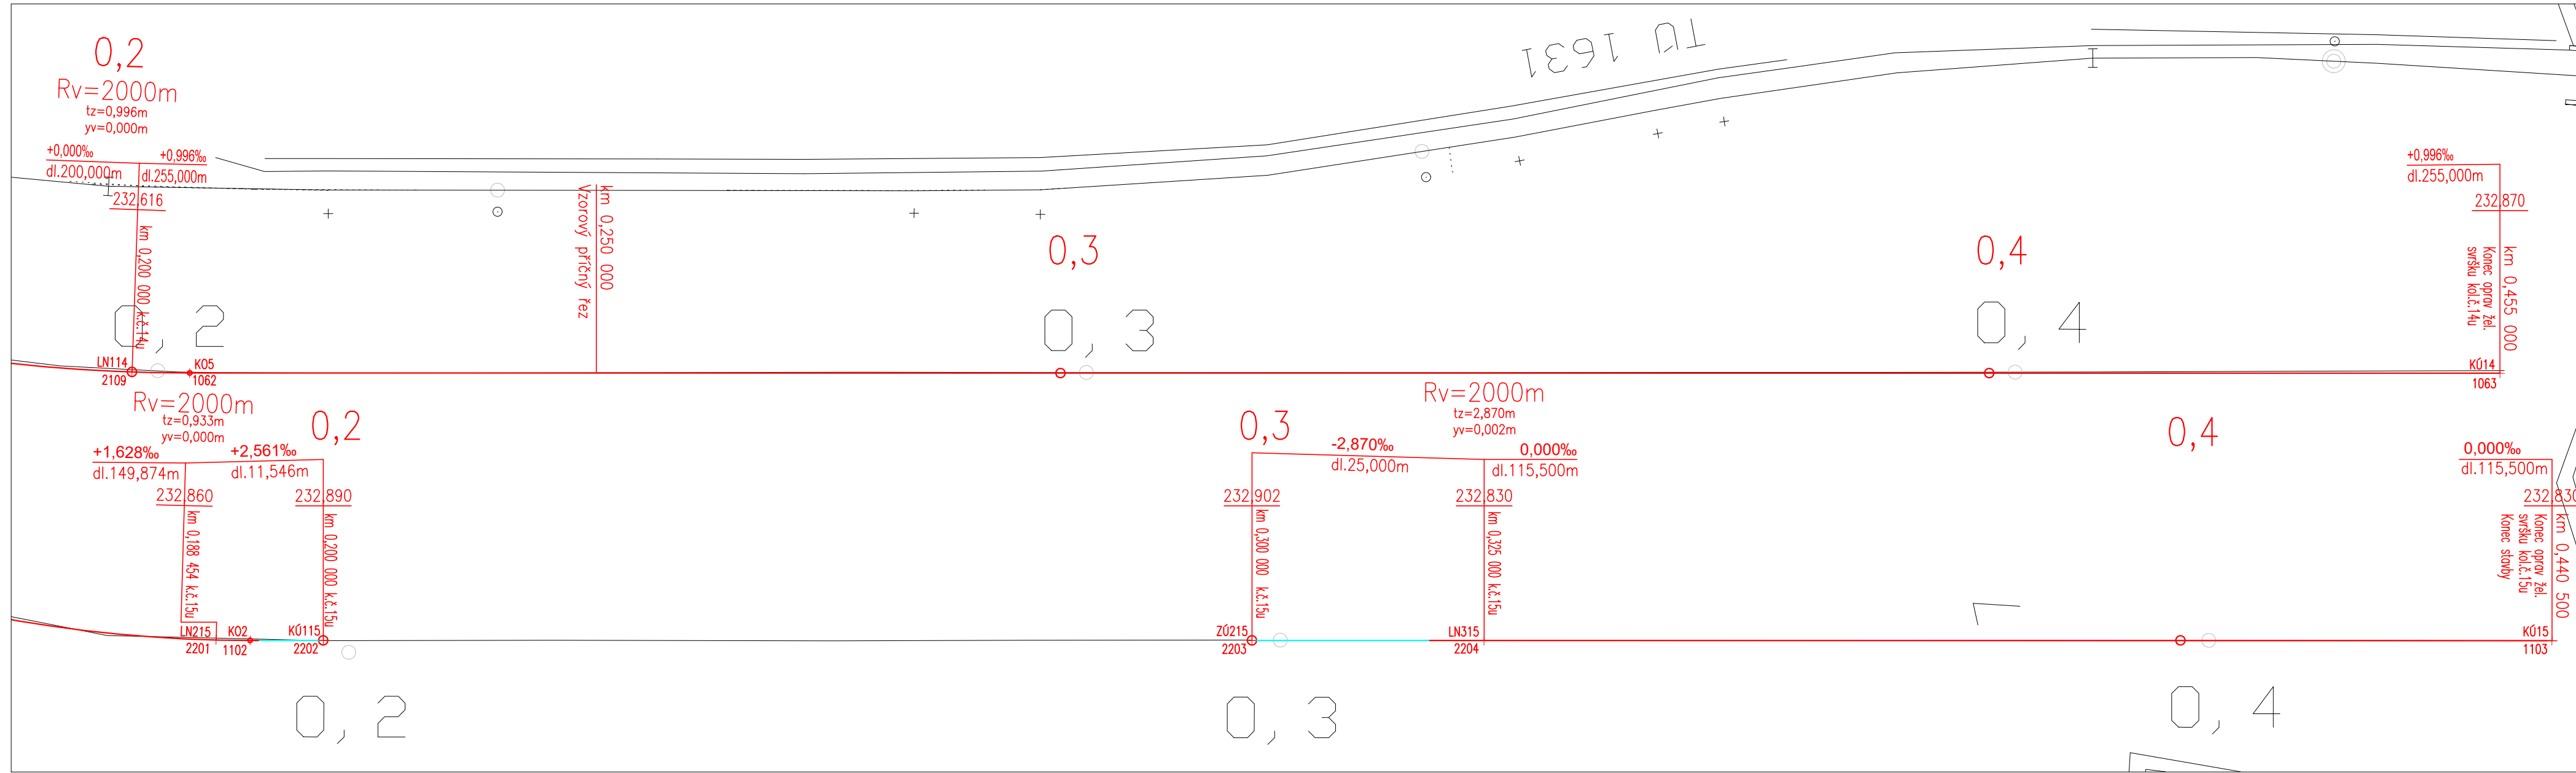 TU 1631
0,2
Rv=2000m
tz=0,996m
yv=0,000m
+0,000‰
+0,996‰
dl.200,000m
dl.255,000m
232,616
km 0,200 000 k.č.14u
0,2
LN114
2109
KO5
1062
km 0,250 000
Vzorový příčný řez
0,3
0,3
0,4
0,4
+0,996‰
dl.255,000m
232,870
km 0,455 000
Konec oprav žel.
svršku kol.č.14u
KÚ14
1063
Rv=2000m
tz=0,933m
yv=0,000m
+1,628‰
+2,561‰
dl.149,874m
dl.11,546m
0,2
232,860
232,890
km 0,188 454 k.č.15u
km 0,200 000 k.č.15u
LN215
2201
KO2
1102
KÚ115
2202
0,2
0,3
Rv=2000m
tz=2,870m
yv=0,002m
-2,870‰
0,000‰
dl.25,000m
dl.115,500m
232,902
232,830
km 0,300 000 k.č.15u
km 0,325 000 k.č.15u
ZÚ215
2203
LN315
2204
0,3
0,4
0,000‰
dl.115,500m
232,830
km 0,440 500
Konec oprav žel.
svršku kol.č.15u
Konec stavby
KÚ15
1103
0,4